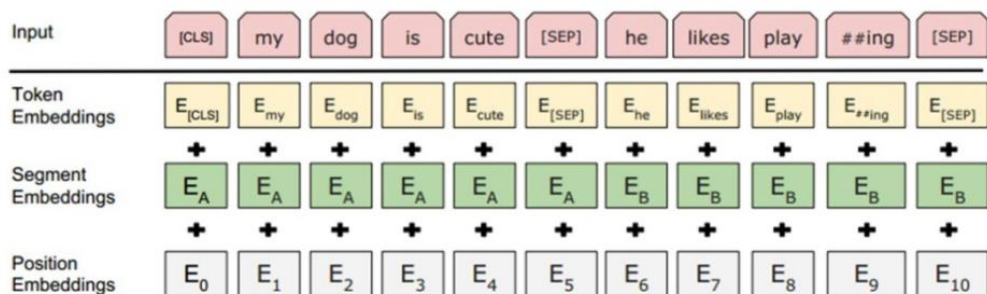 Input [CLS] my dog is cute [SEP] he likes play ##ing [SEP]
Token
Embeddings E[CLS] Emy Edog Eis Ecute E[SEP] Ehe Elikes Eplay E##ing E[SEP]
+ + + + + + + + + + +
Segment
Embeddings EA EA EA EA EA EA EB EB EB EB EB
+ + + + + + + + + + +
Position
Embeddings E0 E1 E2 E3 E4 E5 E6 E7 E8 E9 E10